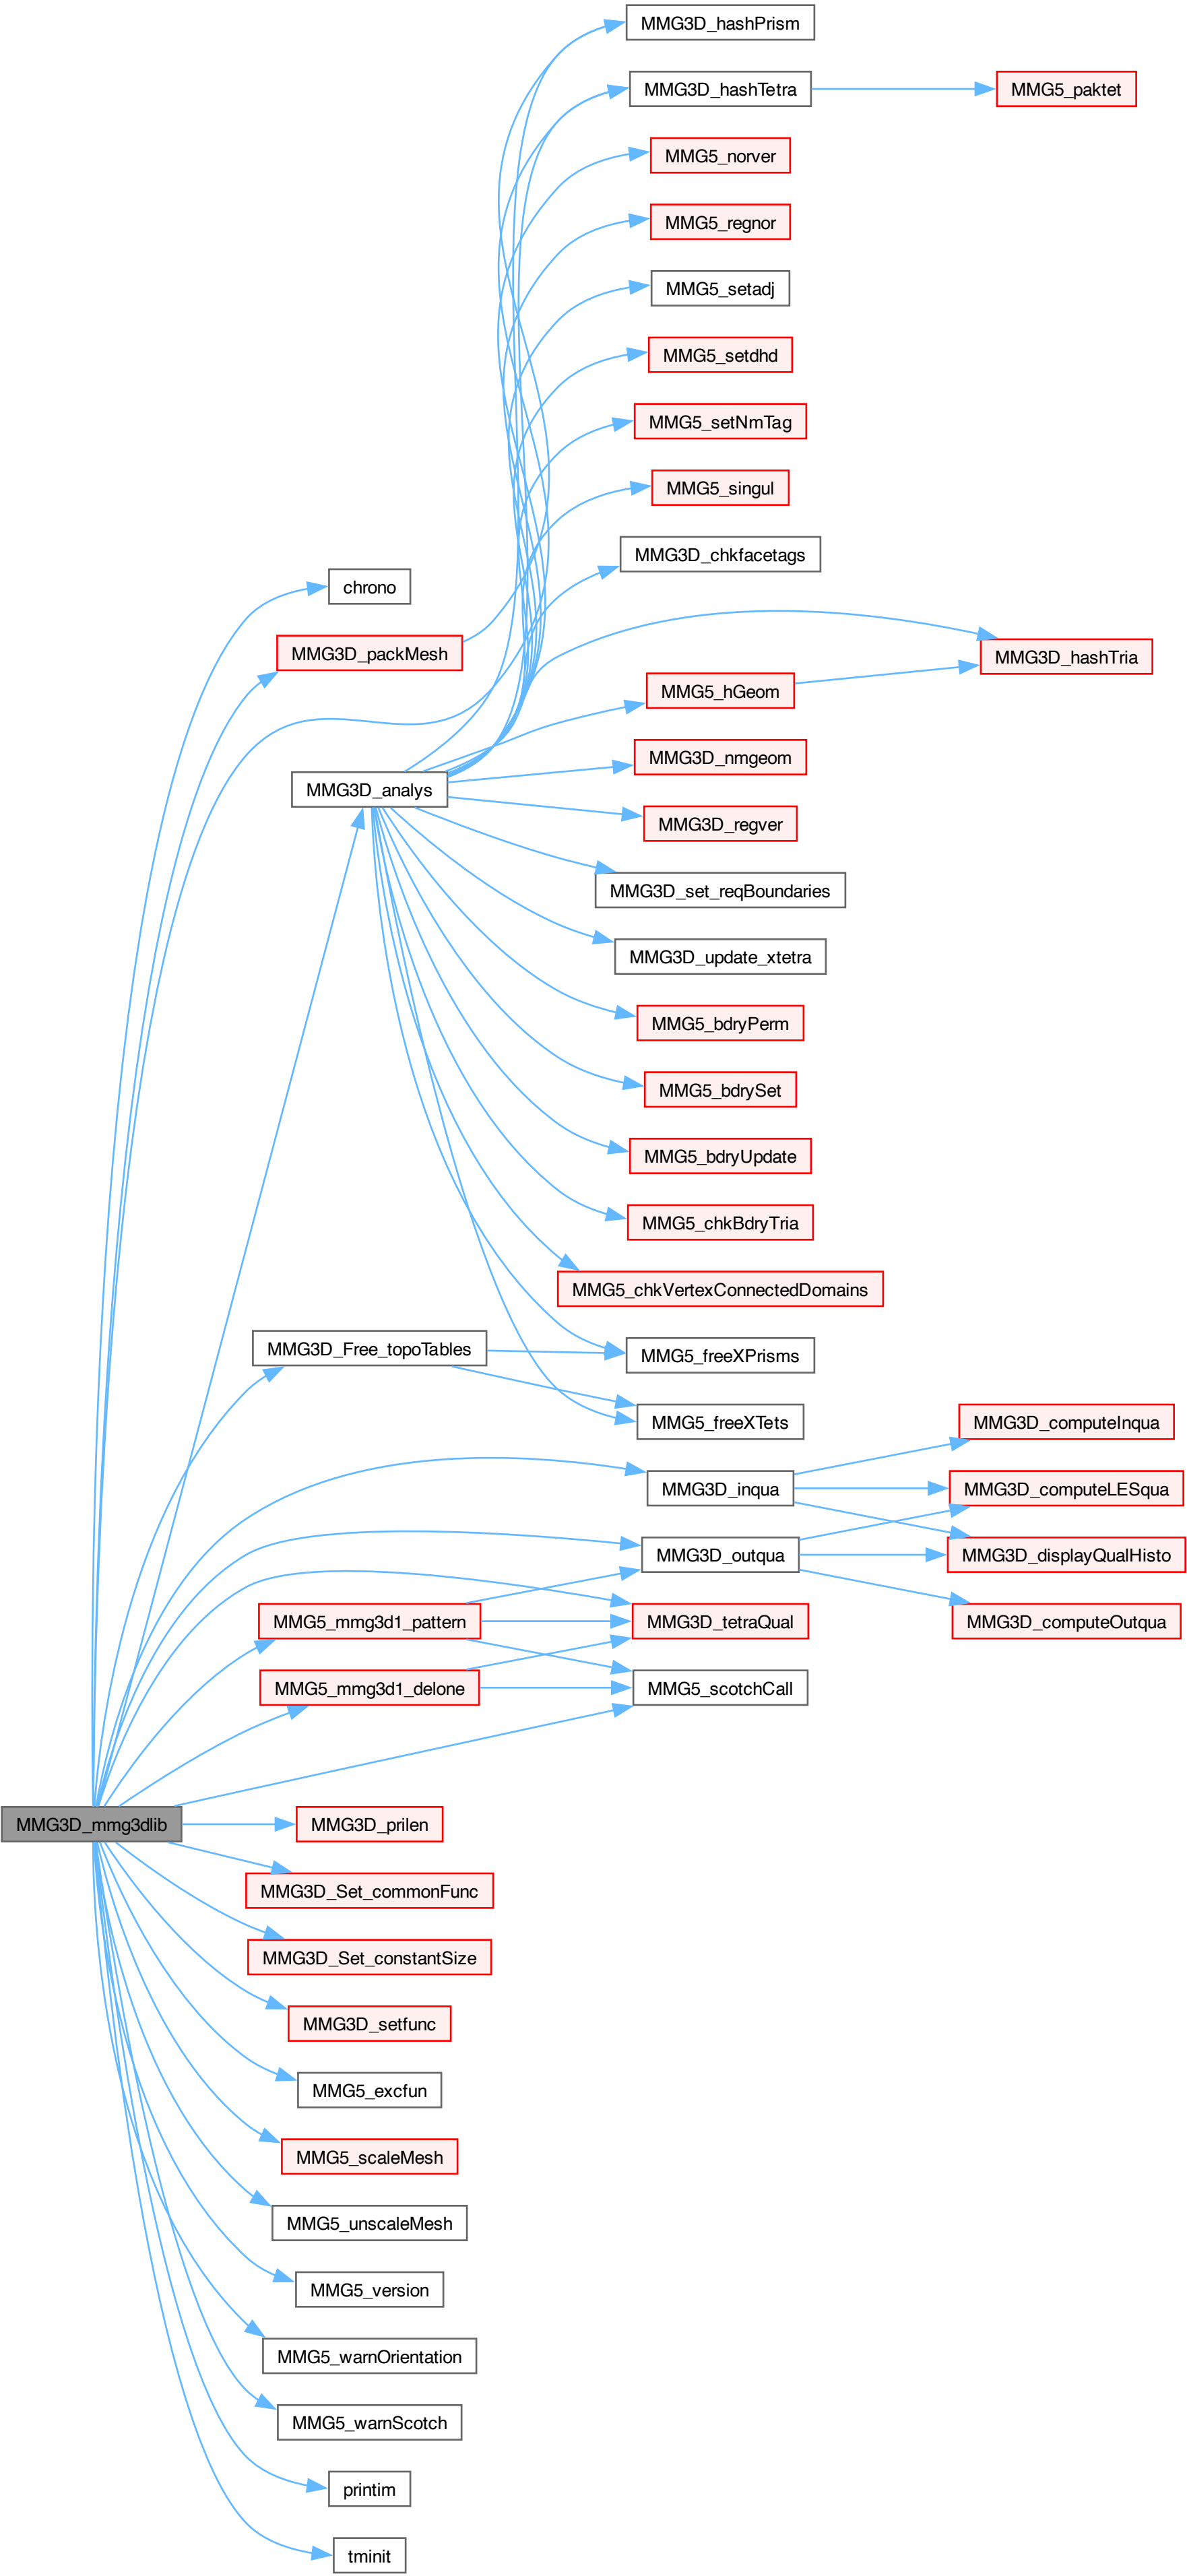 MMG3D_hashPrism
MMG3D_hashTetra
MMG5_paktet
MMG5_norver
MMG5_regnor
MMG5_setadj
MMG5_setdhd
MMG5_setNmTag
MMG5_singul
MMG3D_chkfacetags
chrono
MMG3D_packMesh
MMG3D_hashTria
MMG5_hGeom
MMG3D_nmgeom
MMG3D_analys
MMG3D_regver
MMG3D_set_reqBoundaries
MMG3D_update_xtetra
MMG5_bdryPerm
MMG5_bdrySet
MMG5_bdryUpdate
MMG5_chkBdryTria
MMG5_chkVertexConnectedDomains
MMG3D_Free_topoTables
MMG5_freeXPrisms
MMG5_freeXTets
MMG3D_computeInqua
MMG3D_inqua
MMG3D_computeLESqua
MMG3D_outqua
MMG3D_displayQualHisto
MMG5_mmg3d1_pattern
MMG3D_tetraQual
MMG3D_computeOutqua
MMG5_mmg3d1_delone
MMG5_scotchCall
MMG3D_mmg3dlib
MMG3D_prilen
MMG3D_Set_commonFunc
MMG3D_Set_constantSize
MMG3D_setfunc
MMG5_excfun
MMG5_scaleMesh
MMG5_unscaleMesh
MMG5_version
MMG5_warnOrientation
MMG5_warnScotch
printim
tminit